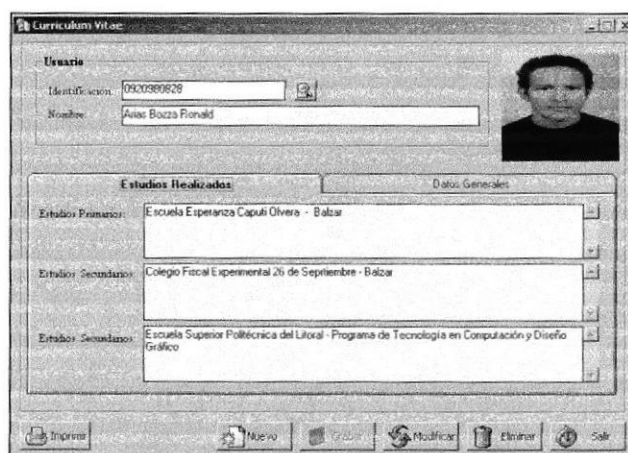 Curriculum Vitae
Usuario
Identificación: 0920980828
Nombre: Arias Bozza Ronald
Estudios Realizados
Datos Generales
Estudios Primarios: Escuela Esperanza Caputi Olvera - Balzar
Estudios Secundarios: Colegio Fiscal Experimental 26 de Septiembre - Balzar
Estudios Secundarios: Escuela Superior Politécnica del Litoral - Programa de Tecnología en Computación y Diseño
Gráfico
Imprimir Nuevo Grabar Modificar Eliminar Salir